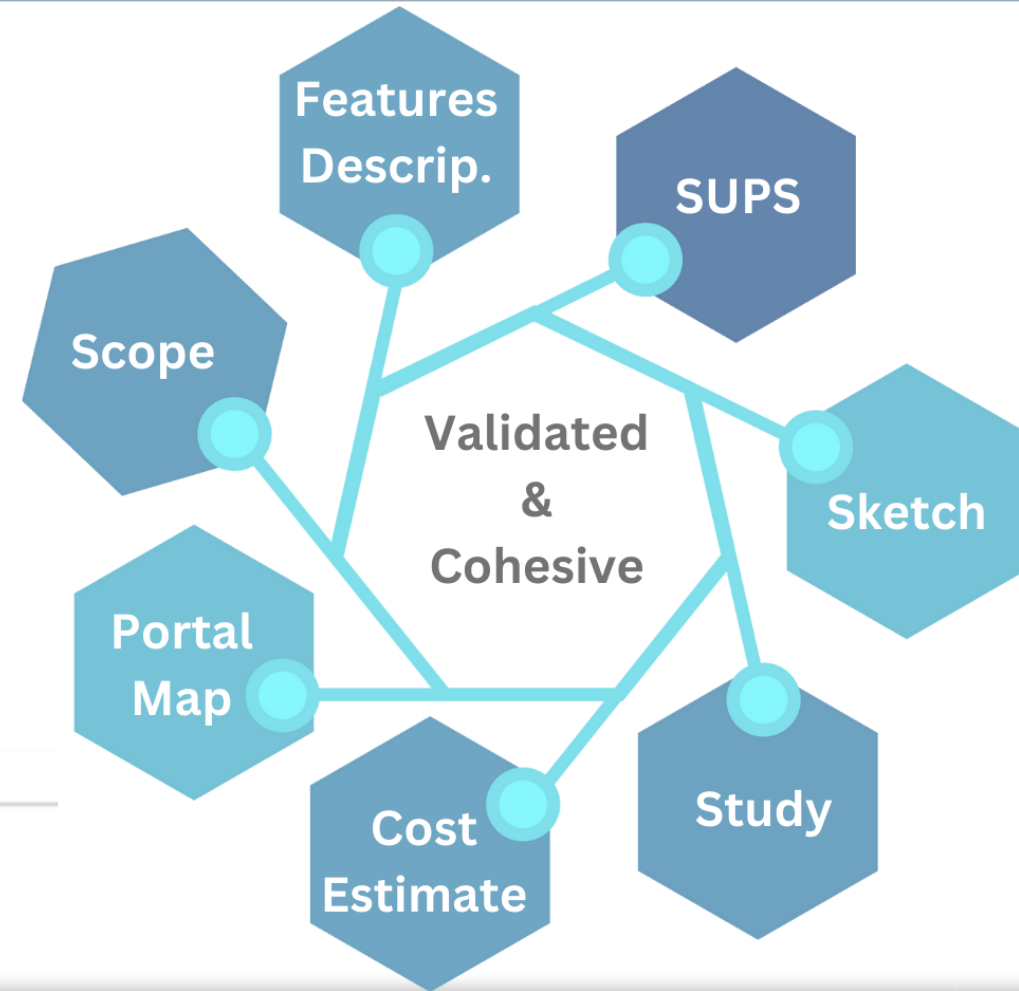 Features
Descrip.
SUPS
Scope
Validated
&
Cohesive
Sketch
Portal
Map
Cost
Estimate
Study